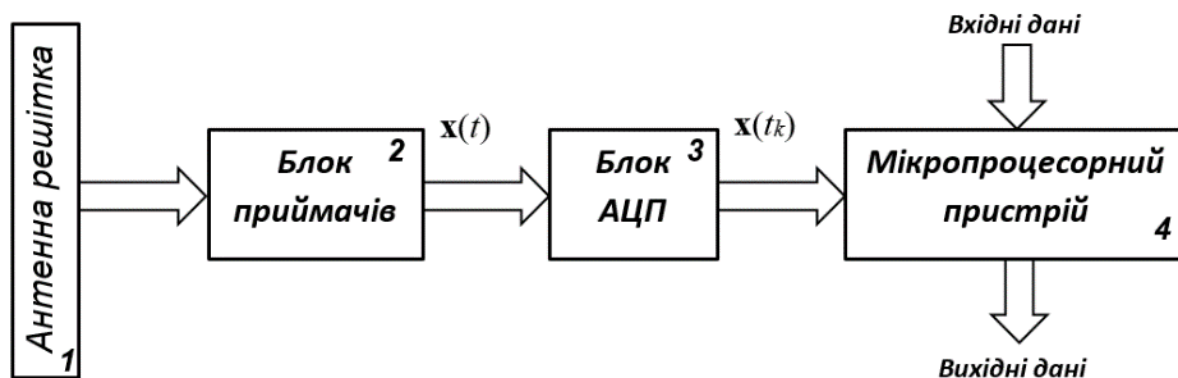 Антенна решітка
1
Блок
приймачів
2
x(t)
Блок
АЦП
3
x(tₖ)
Вхідні дані
Мікропроцесорний
пристрій
4
Вихідні дані